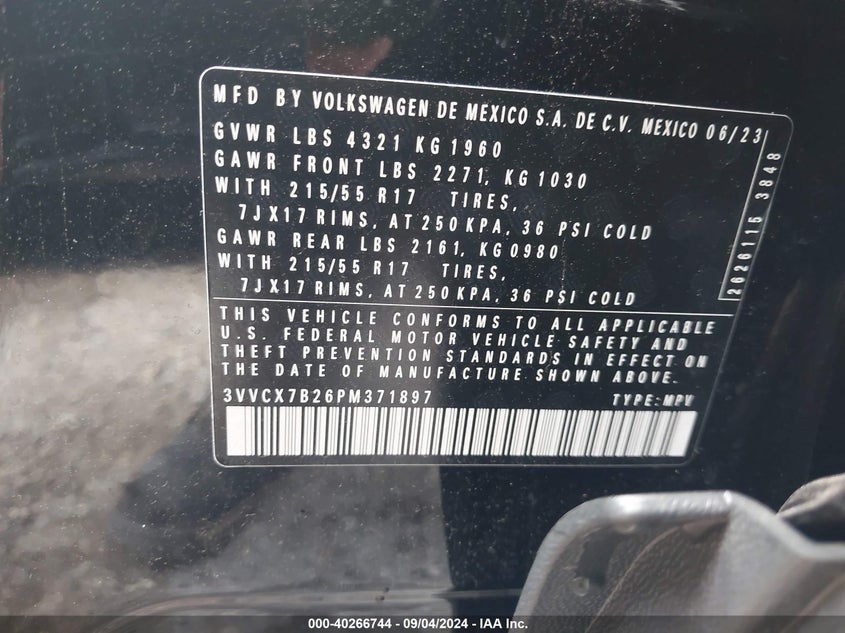 MFD BY VOLKSWAGEN DE MEXICO S.A. DE C.V. MEXICO 06/23
GVWR LBS 4321 KG 1960
GAWR FRONT LBS 2271, KG 1030
WITH 215/55 R17 TIRES,
7JX17 RIMS, AT 250 KPA, 36 PSI COLD
GAWR REAR LBS 2161, KG 0980
WITH 215/55 R17 TIRES,
7JX17 RIMS, AT 250 KPA, 36 PSI COLD
2626115 3848
THIS VEHICLE CONFORMS TO ALL APPLICABLE
U.S. FEDERAL MOTOR VEHICLE SAFETY AND
THEFT PREVENTION STANDARDS IN EFFECT ON
THE DATE OF MANUFACTURE SHOWN ABOVE.
3VVCX7B26PM371897 TYPE:MPV
000-40266744 - 09/04/2024 - IAA Inc.